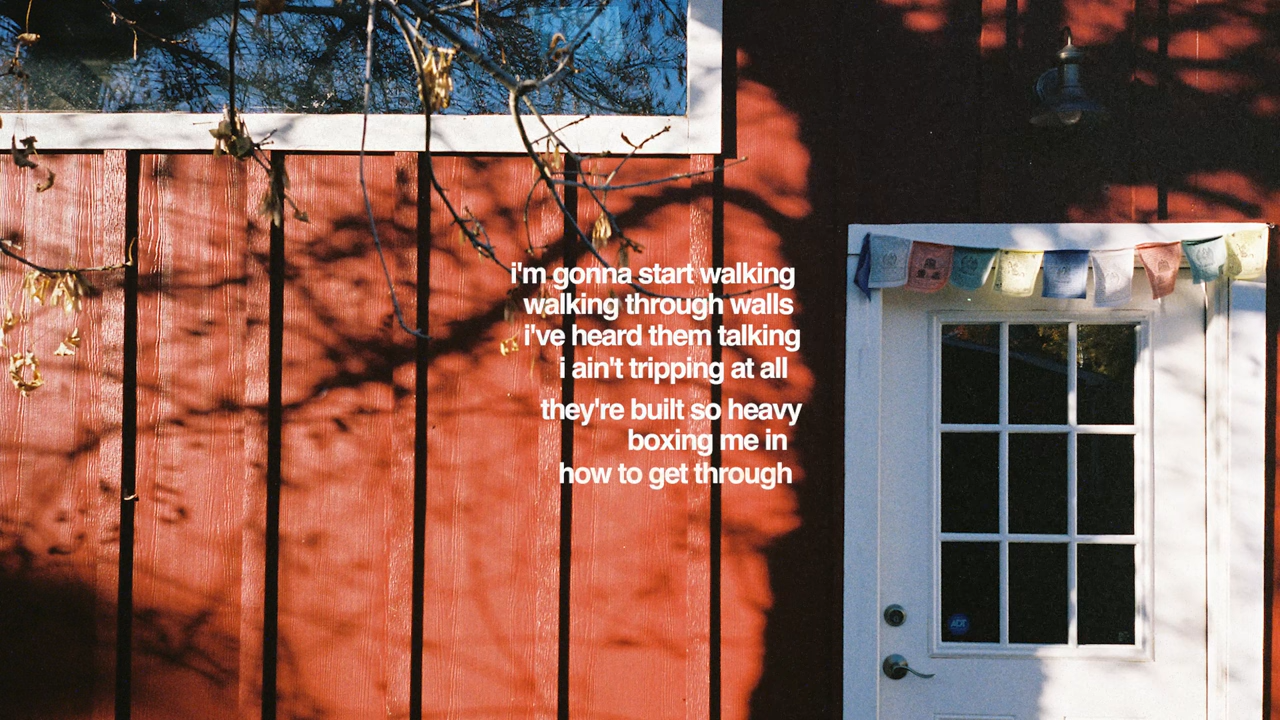 i'm gonna start walking
walking through walls
i've heard them talking
i ain't tripping at all
they're built so heavy
boxing me in
how to get through
ADT